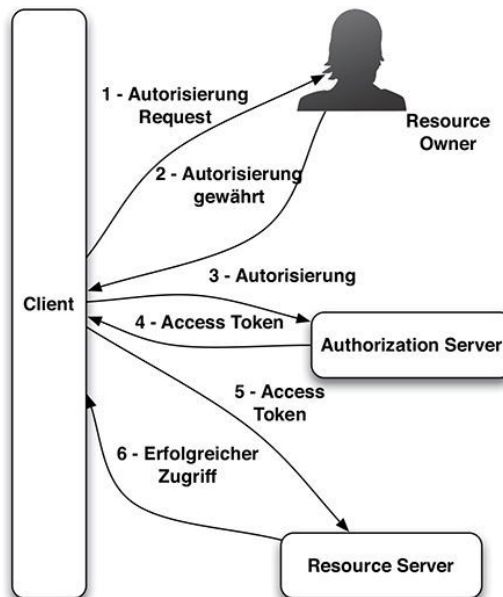 1 - Autorisierung
Request
Resource
Owner
2 - Autorisierung
gewährt
3 - Autorisierung
Client
4 - Access Token
Authorization Server
5 - Access
Token
6 - Erfolgreicher
Zugriff
Resource Server